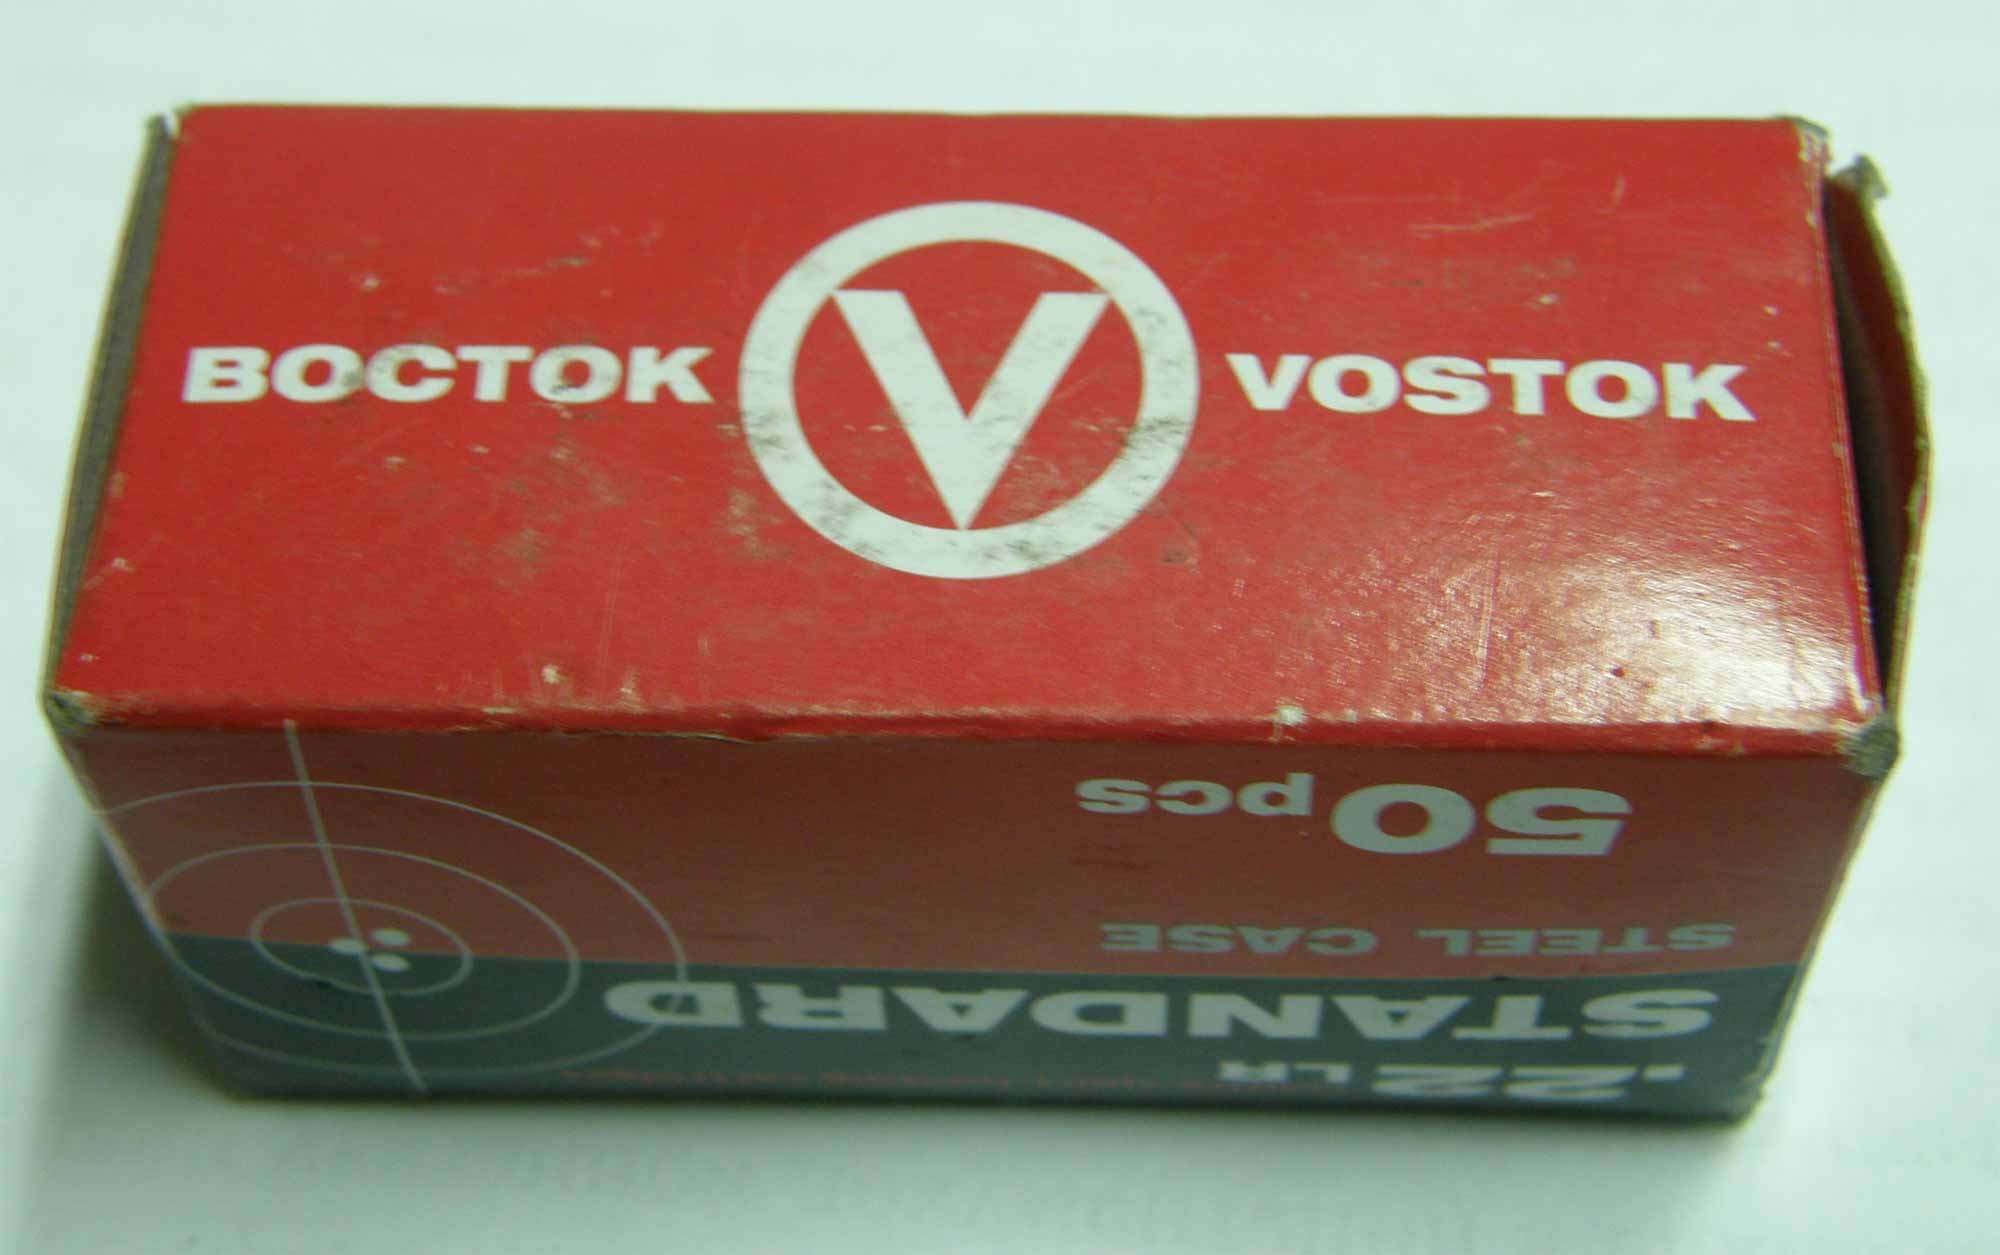 ВОСТОК V VOSTOK
.22 LR
STANDARD
STEEL CASE
50 pcs